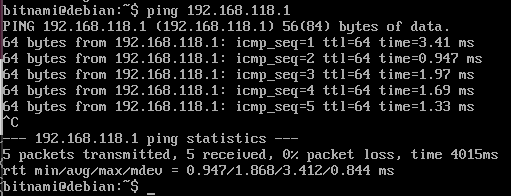 bitnami@debian:~$ ping 192.168.118.1
PING 192.168.118.1 (192.168.118.1) 56(84) bytes of data.
64 bytes from 192.168.118.1: icmp_seq=1 ttl=64 time=3.41 ms
64 bytes from 192.168.118.1: icmp_seq=2 ttl=64 time=0.947 ms
64 bytes from 192.168.118.1: icmp_seq=3 ttl=64 time=1.97 ms
64 bytes from 192.168.118.1: icmp_seq=4 ttl=64 time=1.69 ms
64 bytes from 192.168.118.1: icmp_seq=5 ttl=64 time=1.33 ms
^C
--- 192.168.118.1 ping statistics ---
5 packets transmitted, 5 received, 0% packet loss, time 4015ms
rtt min/avg/max/mdev = 0.947/1.868/3.412/0.844 ms
bitnami@debian:~$ _